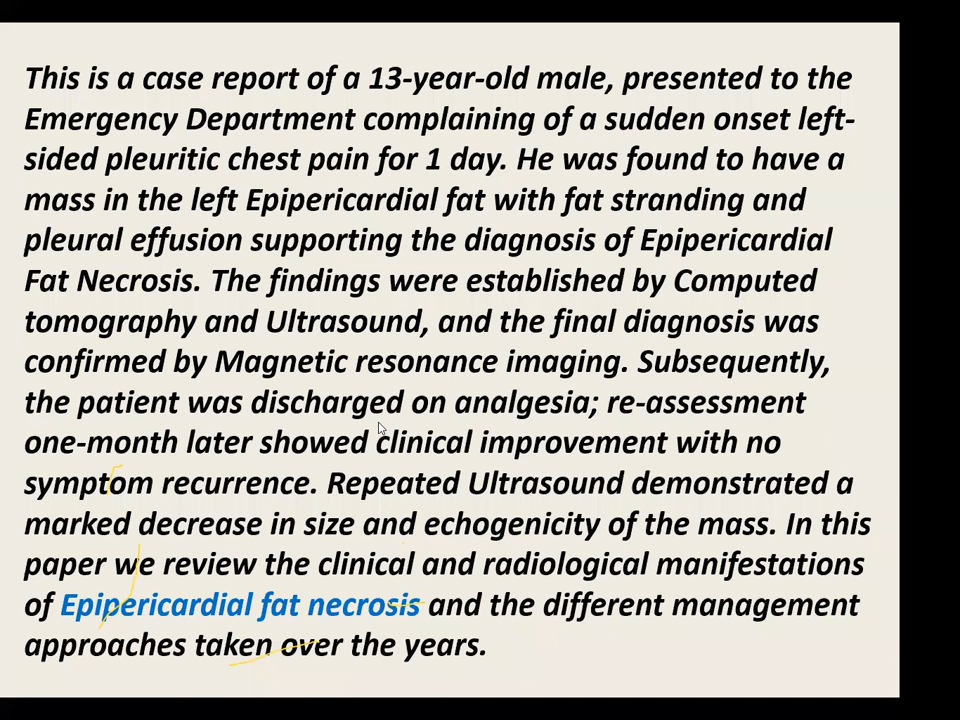 This is a case report of a 13-year-old male, presented to the
Emergency Department complaining of a sudden onset left-
sided pleuritic chest pain for 1 day. He was found to have a
mass in the left Epipericardial fat with fat stranding and
pleural effusion supporting the diagnosis of Epipericardial
Fat Necrosis. The findings were established by Computed
tomography and Ultrasound, and the final diagnosis was
confirmed by Magnetic resonance imaging. Subsequently,
the patient was discharged on analgesia; re-assessment
one-month later showed clinical improvement with no
symptom recurrence. Repeated Ultrasound demonstrated a
marked decrease in size and echogenicity of the mass. In this
paper we review the clinical and radiological manifestations
of Epipericardial fat necrosis and the different management
approaches taken over the years.